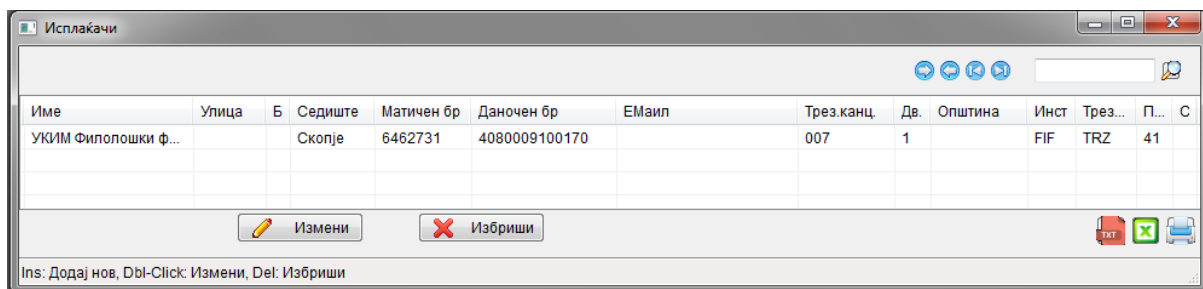 Исплаќачи
Име Улица Б Седиште Матичен бр Даночен бр ЕМаил Трез.канц. Дв. Општина Инст Трез... П... С
УКИМ Филолошки ф... Скопје 6462731 4080009100170 007 1 FIF TRZ 41
Измени Избриши TXT
Ins: Додај нов, Dbl-Click: Измени, Del: Избриши